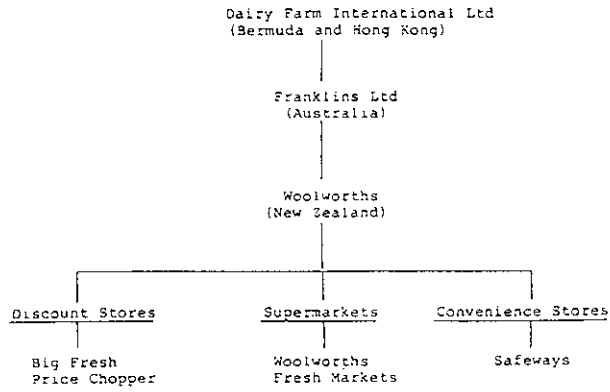 Dairy Farm International Ltd
(Bermuda and Hong Kong)
Franklins Ltd
(Australia)
Woolworths
(New Zealand)
Discount Stores Supermarkets Convenience Stores
Big Fresh Woolworths Safeways
Price Chopper Fresh Markets